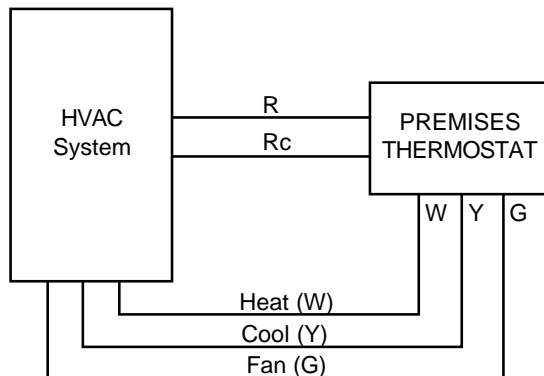 HVAC
System
R
Rc
PREMISES
THERMOSTAT
W Y G
Heat (W)
Cool (Y)
Fan (G)